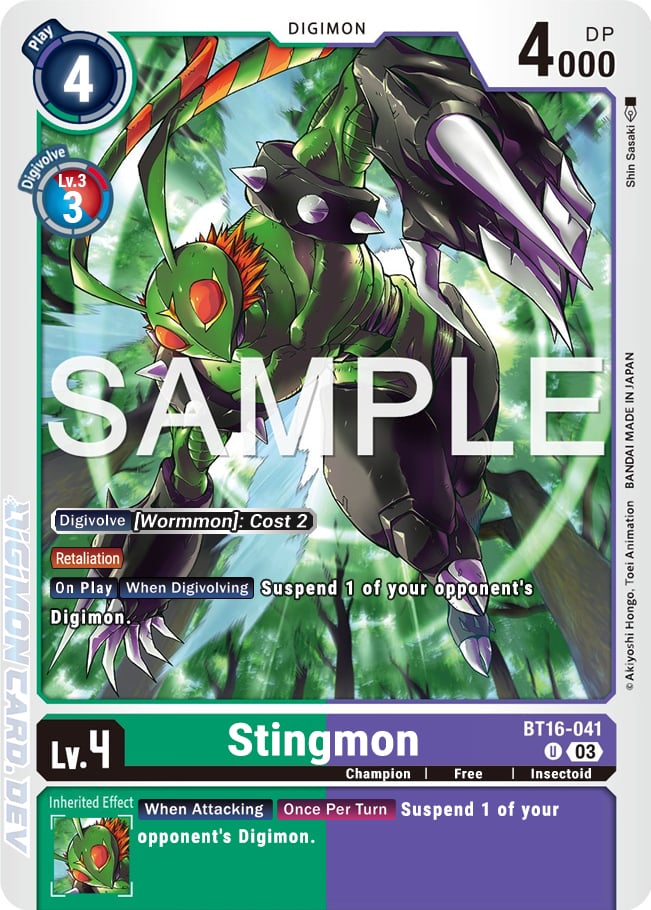 DIGIMON
Play
4
4000
DP
Digivolve
Lv.3
3
Shin Sasaki
SAMPLE
Digivolve [Wormmon]: Cost 2
Retaliation
On Play When Digivolving Suspend 1 of your opponent's
Digimon.
© Akiyoshi Hongo, Toei Animation BANDAI MADE IN JAPAN
DIGIMONCARD.DEV
Lv.4
Stingmon
BT16-041
U 03
Champion | Free | Insectoid
Inherited Effect
When Attacking Once Per Turn Suspend 1 of your
opponent's Digimon.